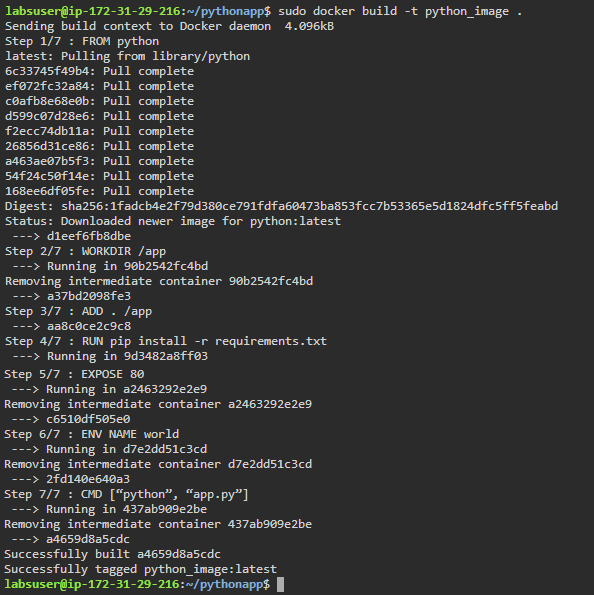 labsuser@ip-172-31-29-216:~/pythonapp$ sudo docker build -t python_image .
Sending build context to Docker daemon  4.096kB
Step 1/7 : FROM python
latest: Pulling from library/python
6c33745f49b4: Pull complete
ef072fc32a84: Pull complete
c0afb8e68e0b: Pull complete
d599c07d28e6: Pull complete
f2ecc74db11a: Pull complete
26856d31ce86: Pull complete
a463ae07b5f3: Pull complete
54f24c50f14e: Pull complete
168ee6df05fe: Pull complete
Digest: sha256:1fadcb4e2f79d380ce791fdfa60473ba853fcc7b53365e5d1824dfc5ff5feabd
Status: Downloaded newer image for python:latest
 ---> d1eef6fb8dbe
Step 2/7 : WORKDIR /app
 ---> Running in 90b2542fc4bd
Removing intermediate container 90b2542fc4bd
 ---> a37bd2098fe3
Step 3/7 : ADD . /app
 ---> aa8c0ce2c9c8
Step 4/7 : RUN pip install -r requirements.txt
 ---> Running in 9d3482a8ff03
Step 5/7 : EXPOSE 80
 ---> Running in a2463292e2e9
Removing intermediate container a2463292e2e9
 ---> c6510df505e0
Step 6/7 : ENV NAME world
 ---> Running in d7e2dd51c3cd
Removing intermediate container d7e2dd51c3cd
 ---> 2fd140e640a3
Step 7/7 : CMD [“python”, “app.py”]
 ---> Running in 437ab909e2be
Removing intermediate container 437ab909e2be
 ---> a4659d8a5cdc
Successfully built a4659d8a5cdc
Successfully tagged python_image:latest
labsuser@ip-172-31-29-216:~/pythonapp$